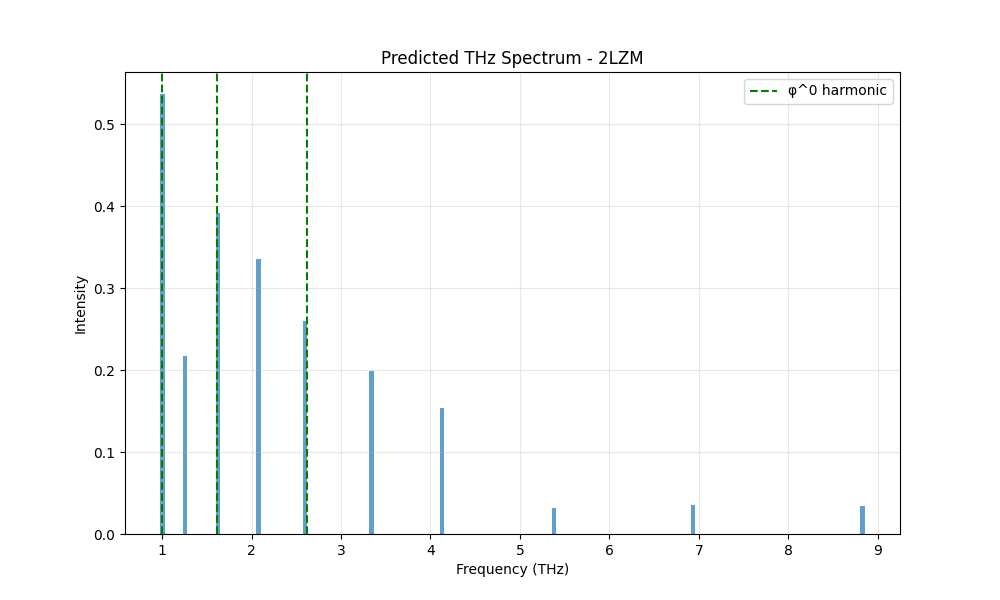 Predicted THz Spectrum - 2LZM
φ^0 harmonic
Intensity
0.5
0.4
0.3
0.2
0.1
0.0
1 2 3 4 5 6 7 8 9
Frequency (THz)